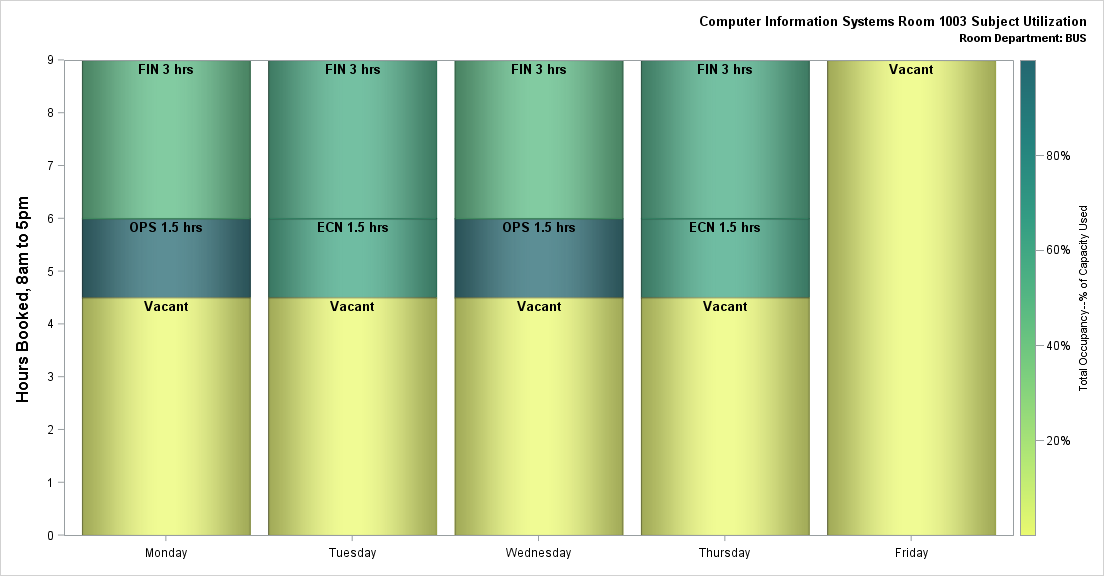 Computer Information Systems Room 1003 Subject Utilization
Room Department: BUS
Hours Booked, 8am to 5pm
9
8
7
6
5
4
3
2
1
0
FIN 3 hrs
FIN 3 hrs
FIN 3 hrs
FIN 3 hrs
Vacant
OPS 1.5 hrs
ECN 1.5 hrs
OPS 1.5 hrs
ECN 1.5 hrs
Vacant
Vacant
Vacant
Vacant
Monday
Tuesday
Wednesday
Thursday
Friday
80%
60%
40%
20%
Total Occupancy--% of Capacity Used